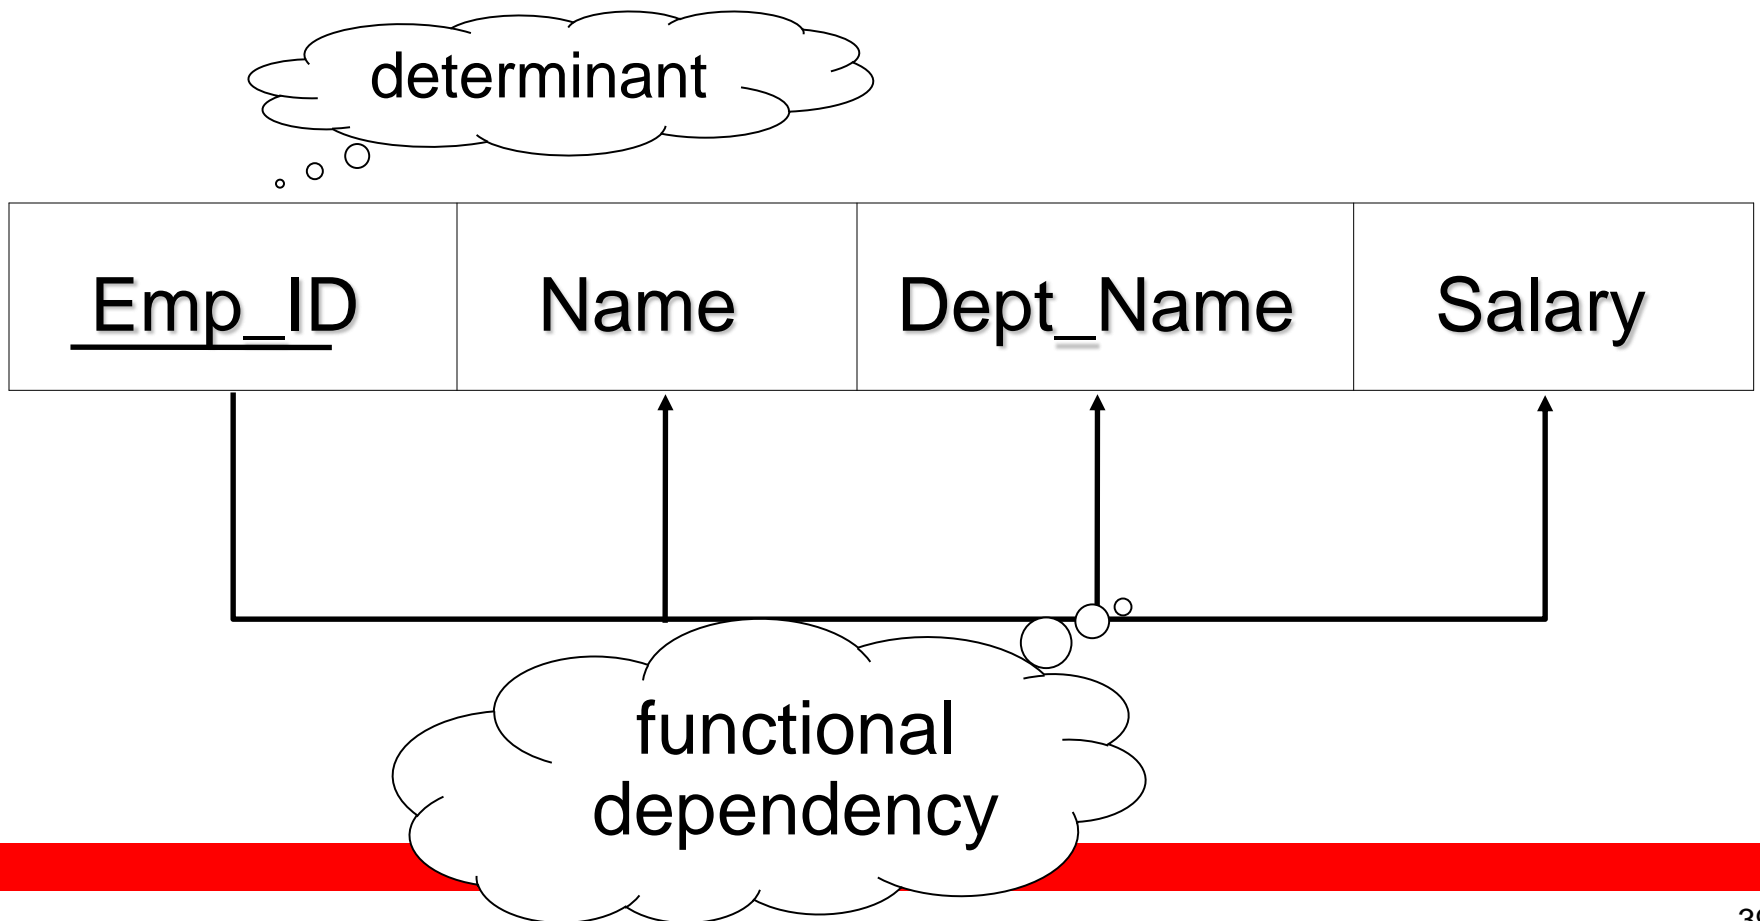 determinant
Emp_ID Name Dept_Name Salary
functional
dependency